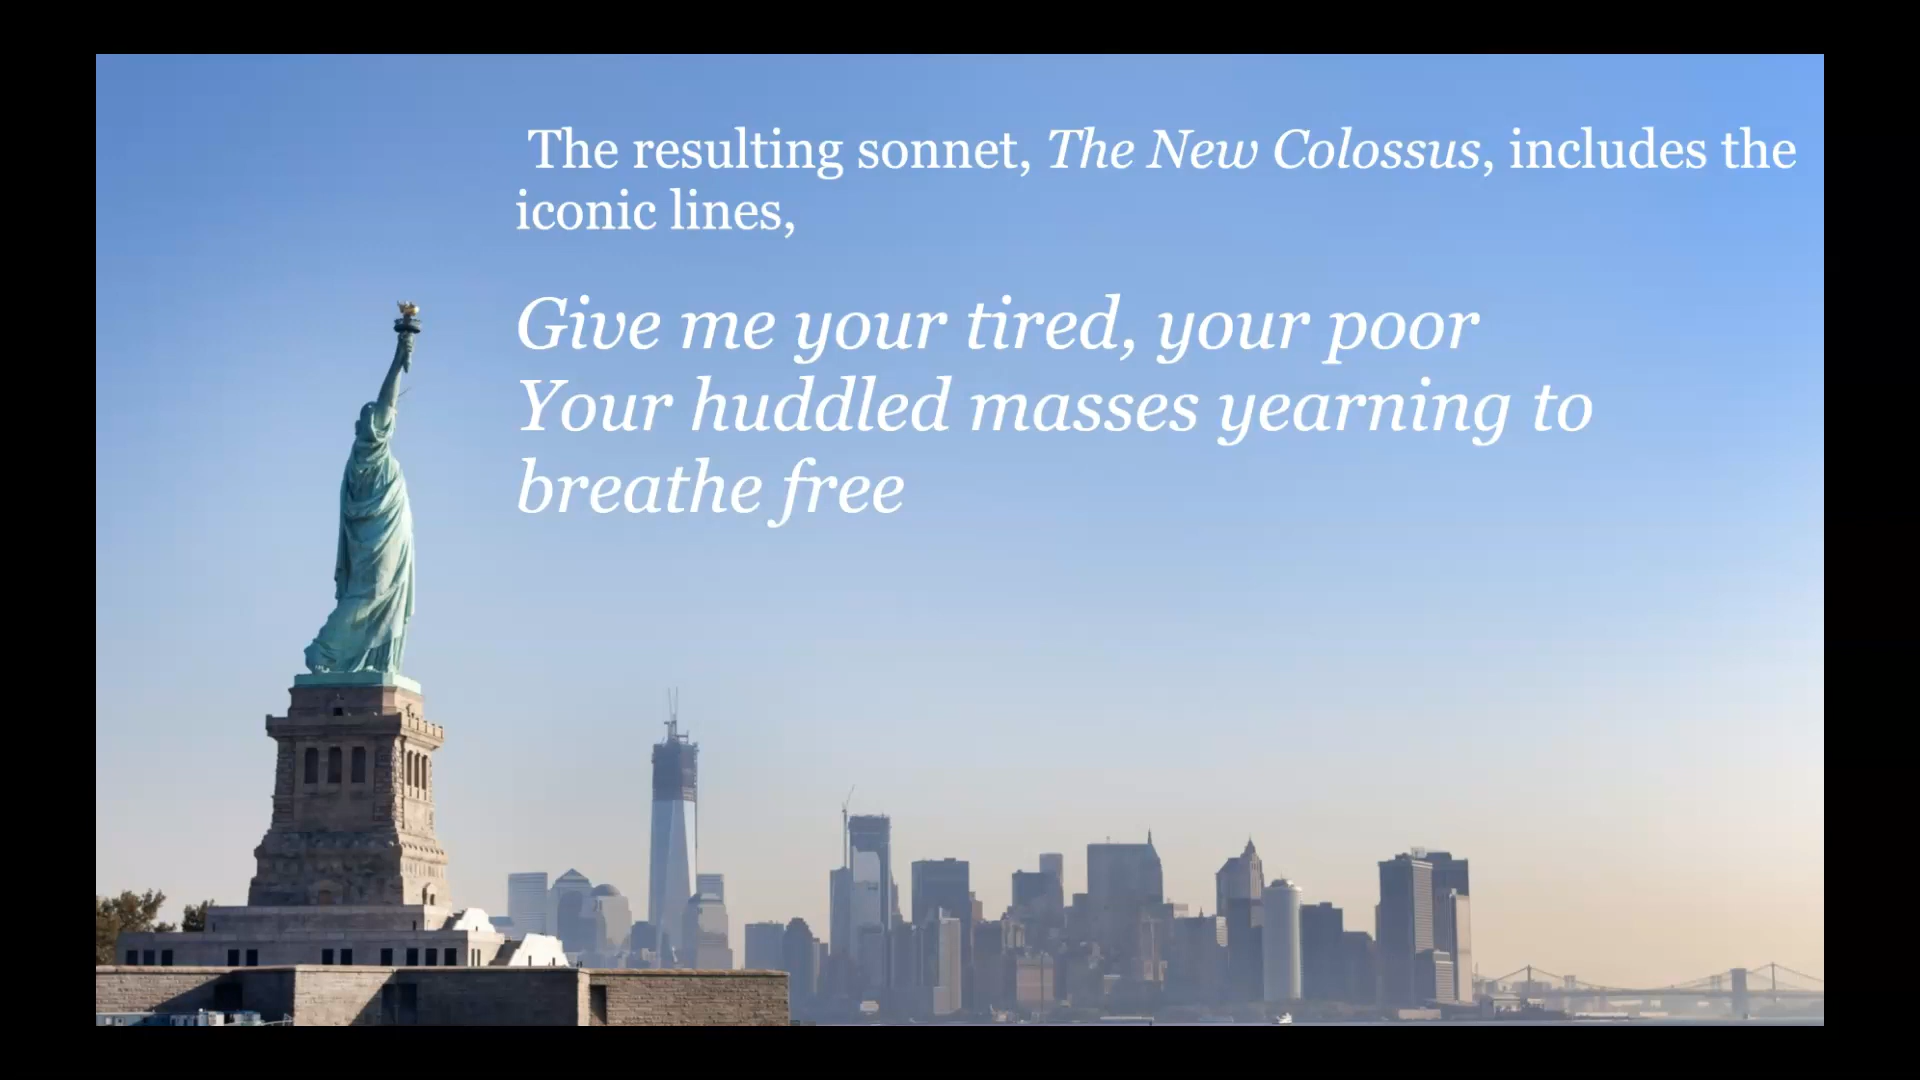 The resulting sonnet, The New Colossus, includes the
iconic lines,
Give me your tired, your poor
Your huddled masses yearning to
breathe free